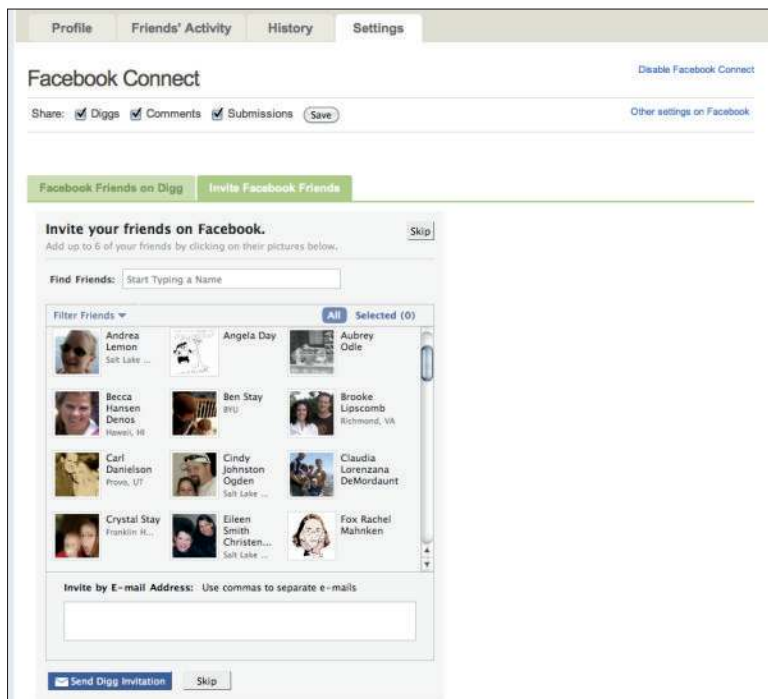 Profile Friends' Activity History Settings
Facebook Connect
Disable Facebook Connect
Share: Diggs Comments Submissions Save
Other settings on Facebook
Facebook Friends on Digg Invite Facebook Friends
Invite your friends on Facebook.
Skip
Add up to 6 of your friends by clicking on their pictures below.
Find Friends: Start Typing a Name
Filter Friends All Selected (0)
Andrea
Lemon
Salt Lake ...
Angela Day
Aubrey
Odle
Becca
Hansen
Denos
Hawaii, HI
Ben Stay
BYU
Brooke
Lipscomb
Richmond, VA
Carl
Danielson
Provo, UT
Cindy
Johnston
Ogden
Salt Lake ...
Claudia
Lorenzana
DeMordaunt
Crystal Stay
Franklin H...
Eileen
Smith
Christen...
Salt Lake ...
Fox Rachel
Mahnken
Invite by E-mail Address: Use commas to separate e-mails
Send Digg Invitation Skip